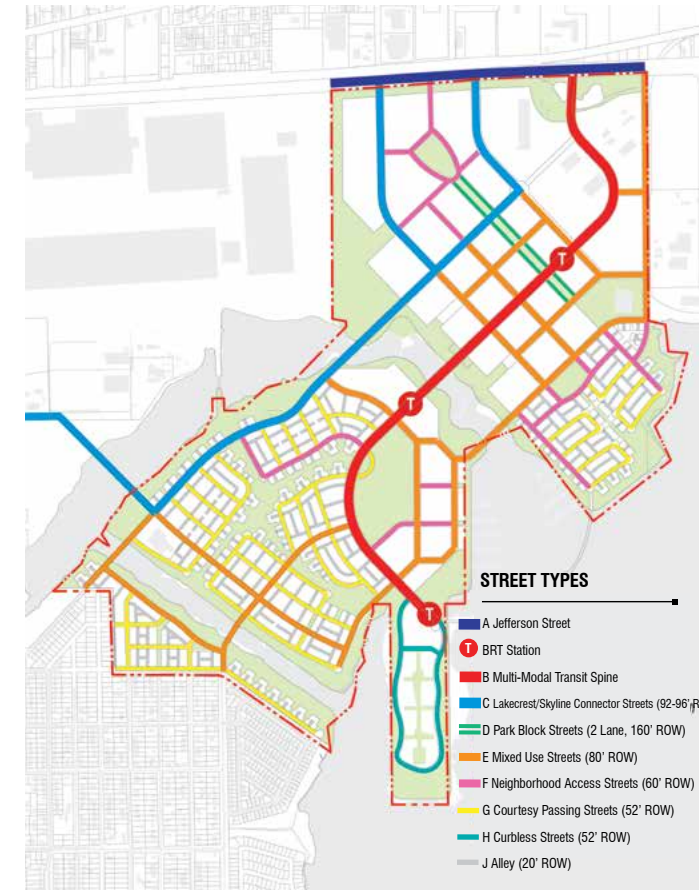 T
T
T
STREET TYPES
A Jefferson Street
T BRT Station
B Multi-Modal Transit Spine
C Lakecrest/Skyline Connector Streets (92-96'
D Park Block Streets (2 Lane, 160' ROW)
E Mixed Use Streets (80' ROW)
F Neighborhood Access Streets (60' ROW)
G Courtesy Passing Streets (52' ROW)
H Curbless Streets (52' ROW)
J Alley (20' ROW)